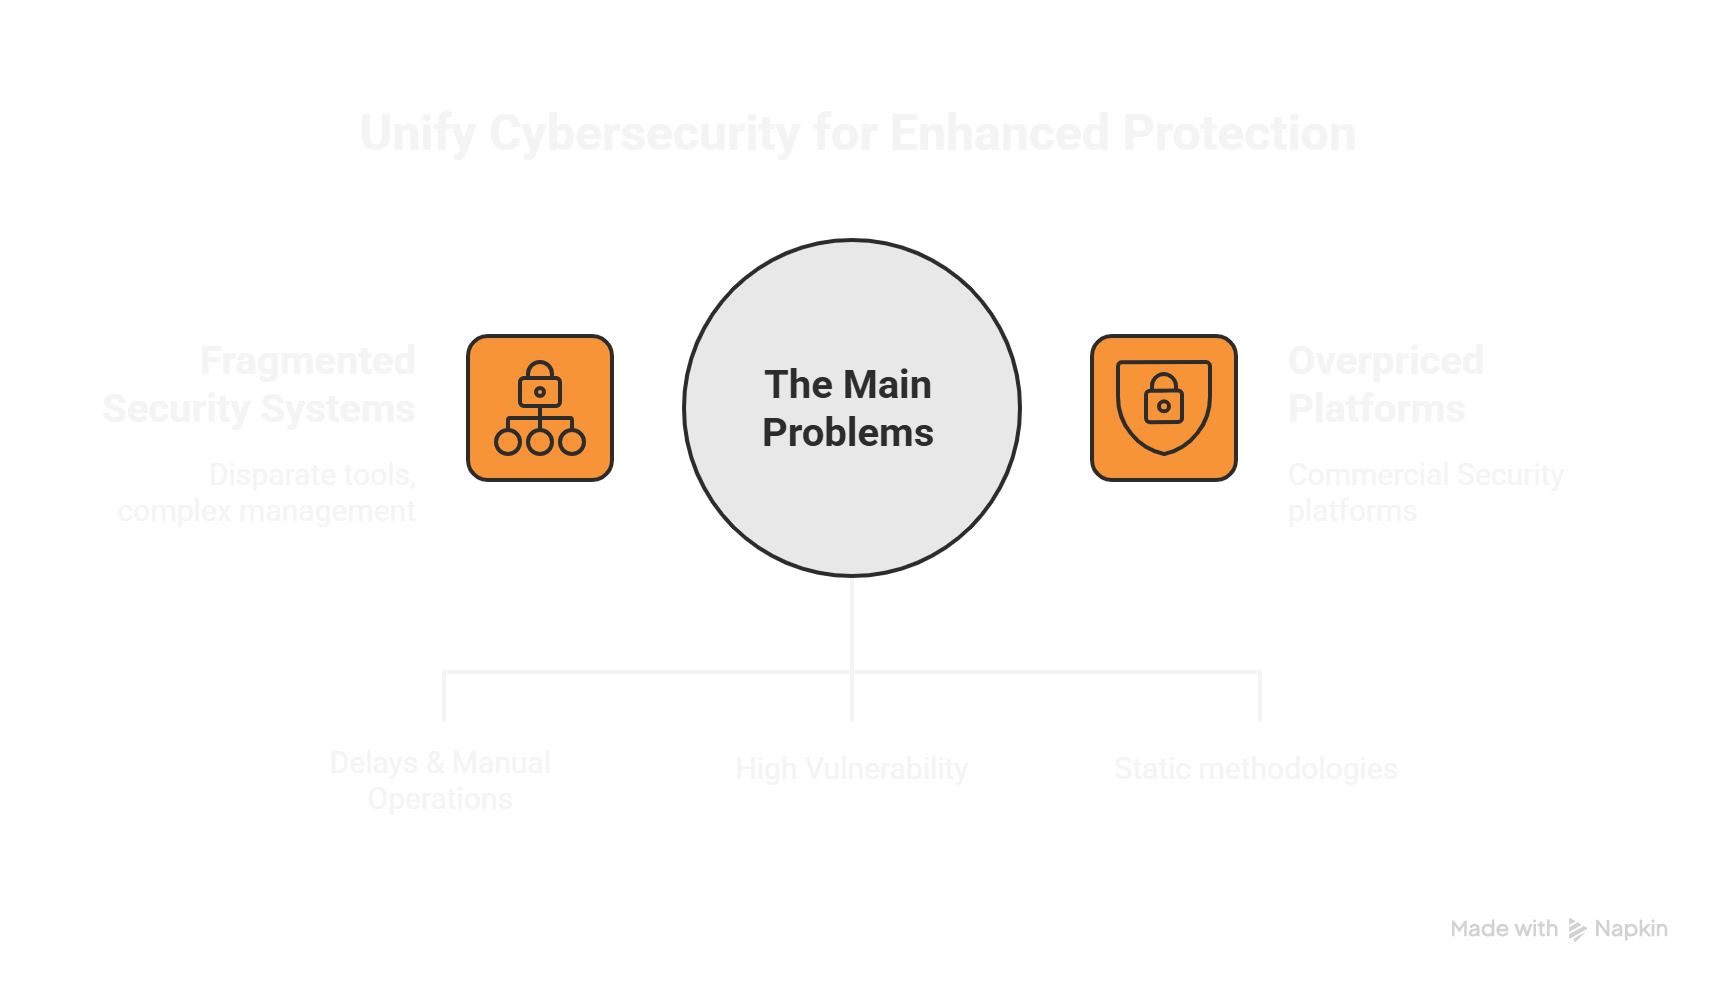 Unify Cybersecurity for Enhanced Protection
Fragmented
Security Systems
Disparate tools,
complex management
The Main
Problems
Overpriced
Platforms
Commercial Security
platforms
Delays & Manual
Operations
High Vulnerability
Static methodologies
Made with Napkin